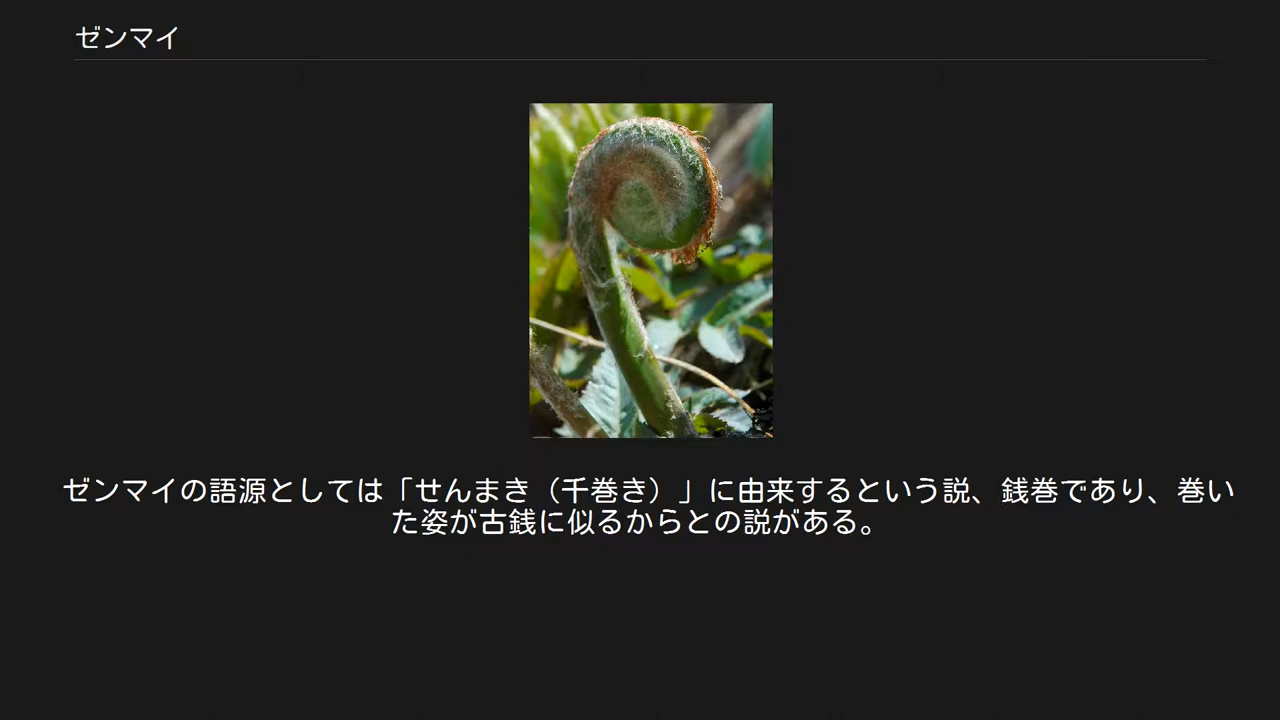 ゼンマイ
ゼンマイの語源としては「せんまき（千巻き）」に由来するという説、銭巻であり、巻い
た姿が古銭に似るからとの説がある。